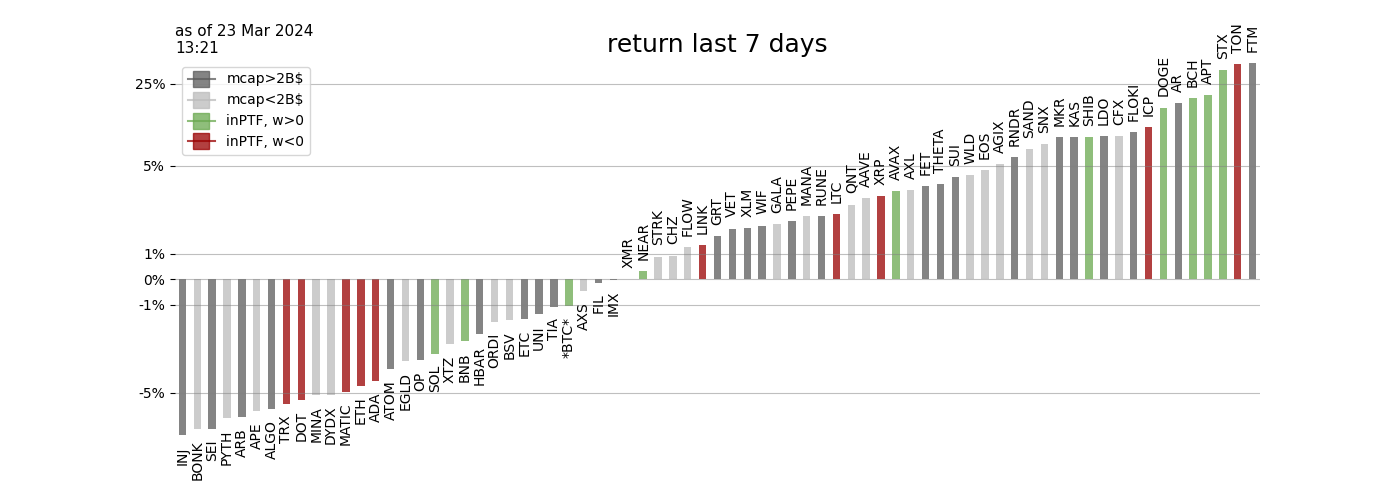 as of 23 Mar 2024
13:21
return last 7 days
mcap>2B$
mcap<2B$
inPTF, w>0
inPTF, w<0
25%
5%
1%
0%
-1%
-5%
INJ
BONK
SEI
PYTH
ARB
APE
ALGO
TRX
DOT
MINA
DYDX
MATIC
ETH
ADA
ATOM
EGLD
OP
SOL
XTZ
BNB
HBAR
ORDI
BSV
ETC
UNI
TIA
*BTC*
AXS
FIL
IMX
XMR
NEAR
STRK
CHZ
FLOW
LINK
GRT
VET
XLM
WIF
GALA
PEPE
MANA
RUNE
LTC
QNT
AAVE
XRP
AVAX
AXL
FET
THETA
SUI
WLD
EOS
AGIX
RNDR
SAND
SNX
MKR
KAS
SHIB
LDO
CFX
FLOKI
ICP
DOGE
AR
BCH
APT
STX
TON
FTM